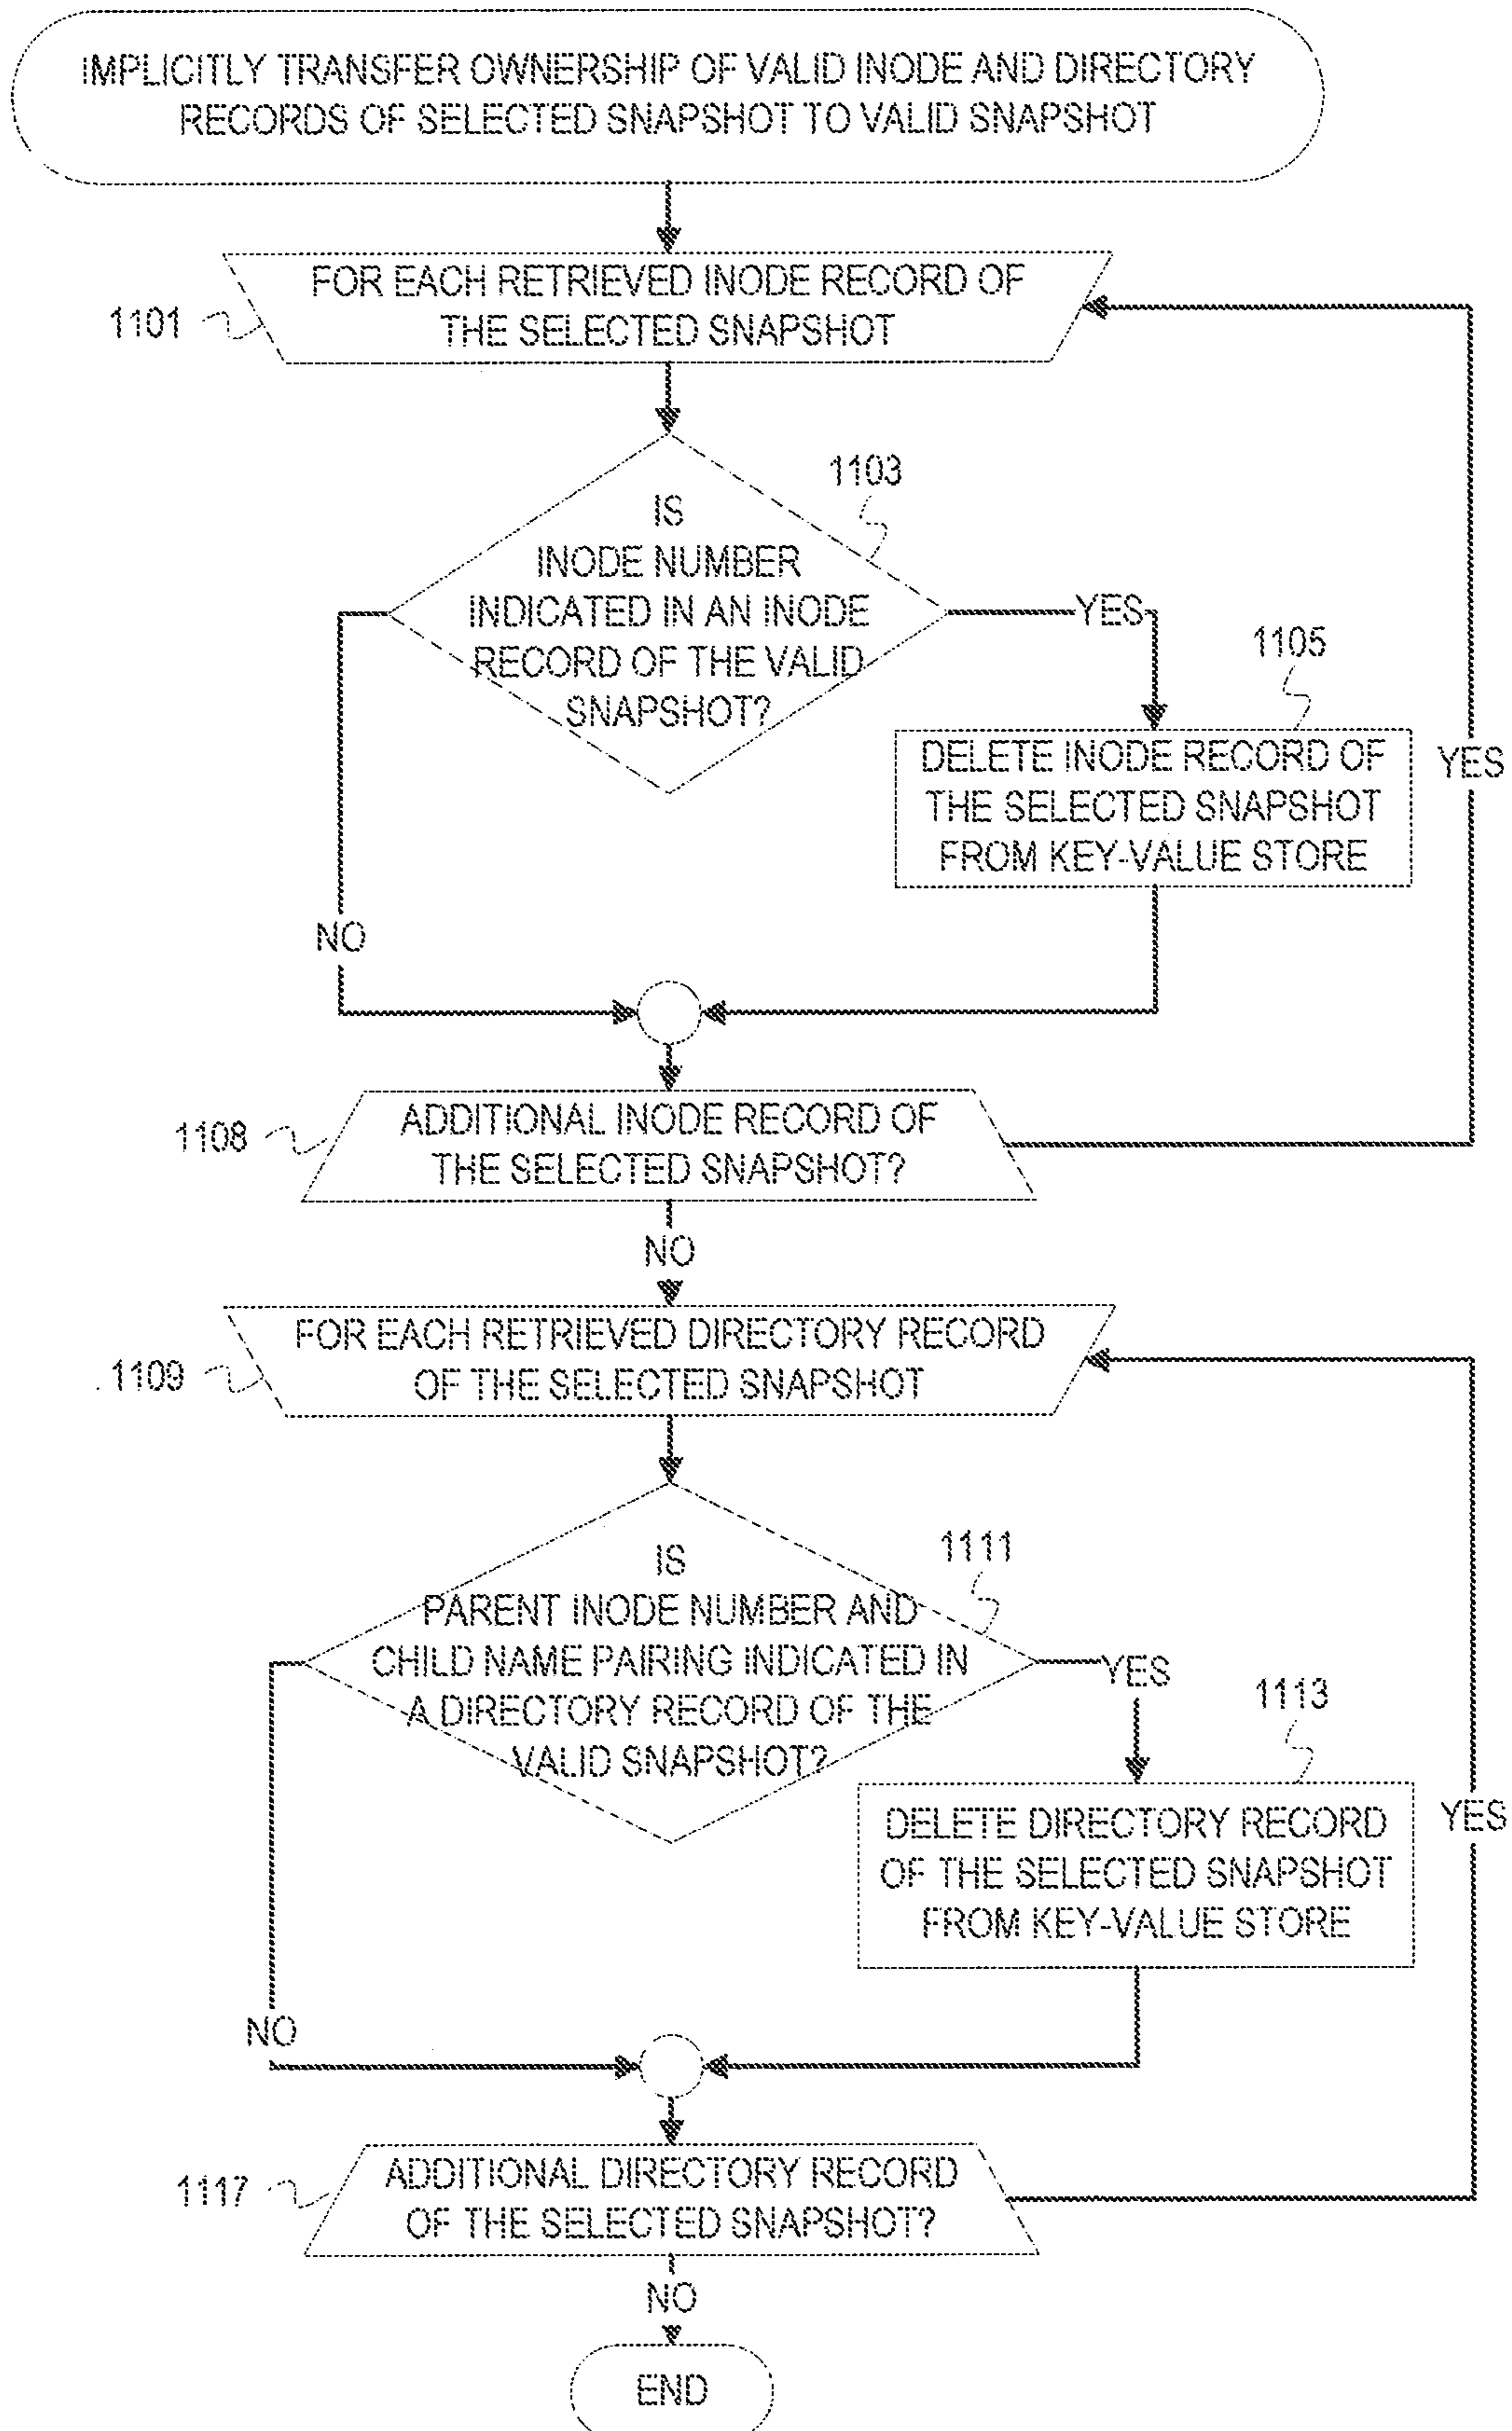 IMPLICITLY TRANSFER OWNERSHIP OF VALID INODE AND DIRECTORY
RECORDS OF SELECTED SNAPSHOT TO VALID SNAPSHOT
FOR EACH RETRIEVED INODE RECORD OF
THE SELECTED SNAPSHOT
1101
1103
IS
INODE NUMBER
INDICATED IN AN INODE
RECORD OF THE VALID
SNAPSHOT?
YES
1105
DELETE INODE RECORD OF
THE SELECTED SNAPSHOT
FROM KEY-VALUE STORE
YES
NO
1108
ADDITIONAL INODE RECORD OF
THE SELECTED SNAPSHOT?
NO
FOR EACH RETRIEVED DIRECTORY RECORD
OF THE SELECTED SNAPSHOT
1109
1111
IS
PARENT INODE NUMBER AND
CHILD NAME PAIRING INDICATED IN
A DIRECTORY RECORD OF THE
VALID SNAPSHOT?
YES
1113
DELETE DIRECTORY RECORD
OF THE SELECTED SNAPSHOT
FROM KEY-VALUE STORE
YES
NO
1117
ADDITIONAL DIRECTORY RECORD
OF THE SELECTED SNAPSHOT?
NO
END